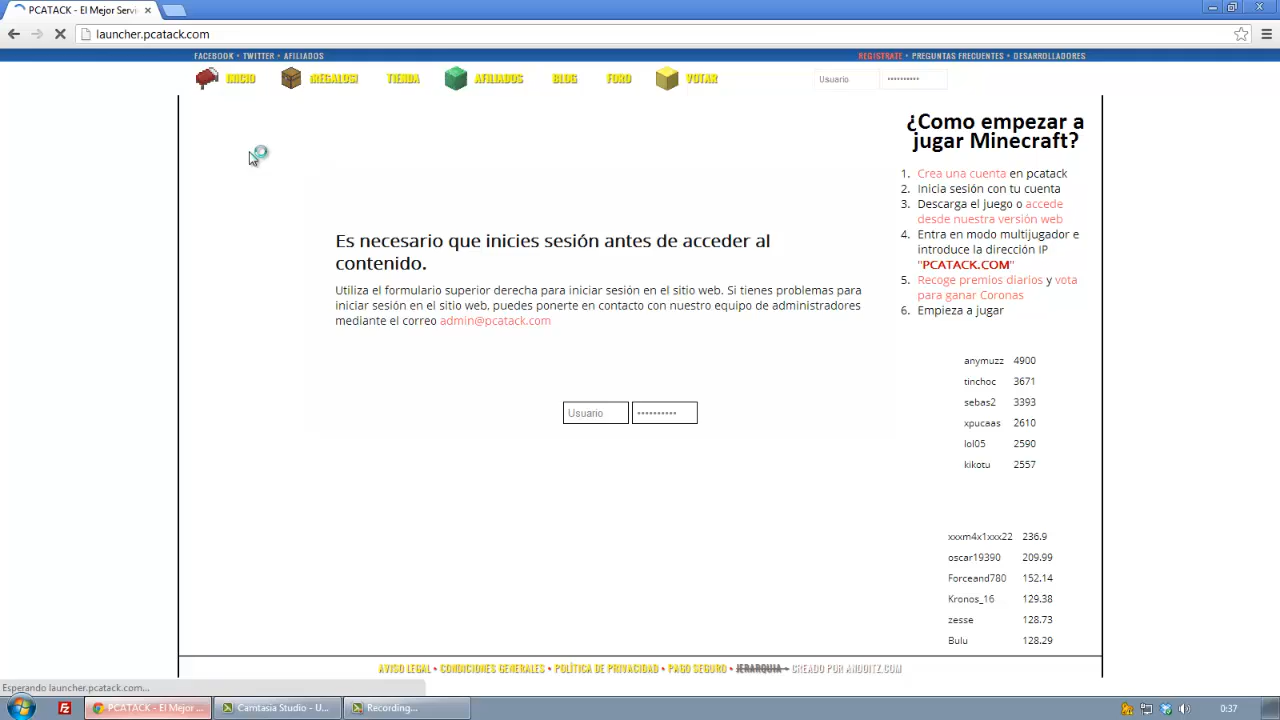 PCATACK - El Mejor Servi
launcher.pcatack.com
FACEBOOK • TWITTER • AFILIADOS
REGISTRATE • PREGUNTAS FRECUENTES • DESARROLLADORES
INICIO
¡REGALOS!
TIENDA
AFILIADOS
BLOG
FORO
VOTAR
Usuario
••••••••••
¿Como empezar a
jugar Minecraft?
1. Crea una cuenta en pcatack
2. Inicia sesión con tu cuenta
3. Descarga el juego o accede
desde nuestra versión web
4. Entra en modo multijugador e
introduce la dirección IP
"PCATACK.COM"
5. Recoge premios diarios y vota
para ganar Coronas
6. Empieza a jugar
Es necesario que inicies sesión antes de acceder al
contenido.
Utiliza el formulario superior derecha para iniciar sesión en el sitio web. Si tienes problemas para
iniciar sesión en el sitio web, puedes ponerte en contacto con nuestro equipo de administradores
mediante el correo admin@pcatack.com
Usuario
••••••••••
anymuzz 4900
tinchoc 3671
sebas2 3393
xpucaas 2610
lol05 2590
kikotu 2557
xxxm4x1xxx22 236.9
oscar19390 209.99
Forceand780 152.14
Kronos_16 129.38
zesse 128.73
Bulu 128.29
AVISO LEGAL • CONDICIONES GENERALES • POLÍTICA DE PRIVACIDAD • PAGO SEGURO • JERARQUIA - CREADO POR ANDOITZ.COM
Esperando launcher.pcatack.com...
PCATACK - El Mejor ...
Camtasia Studio - U...
Recording...
0:37